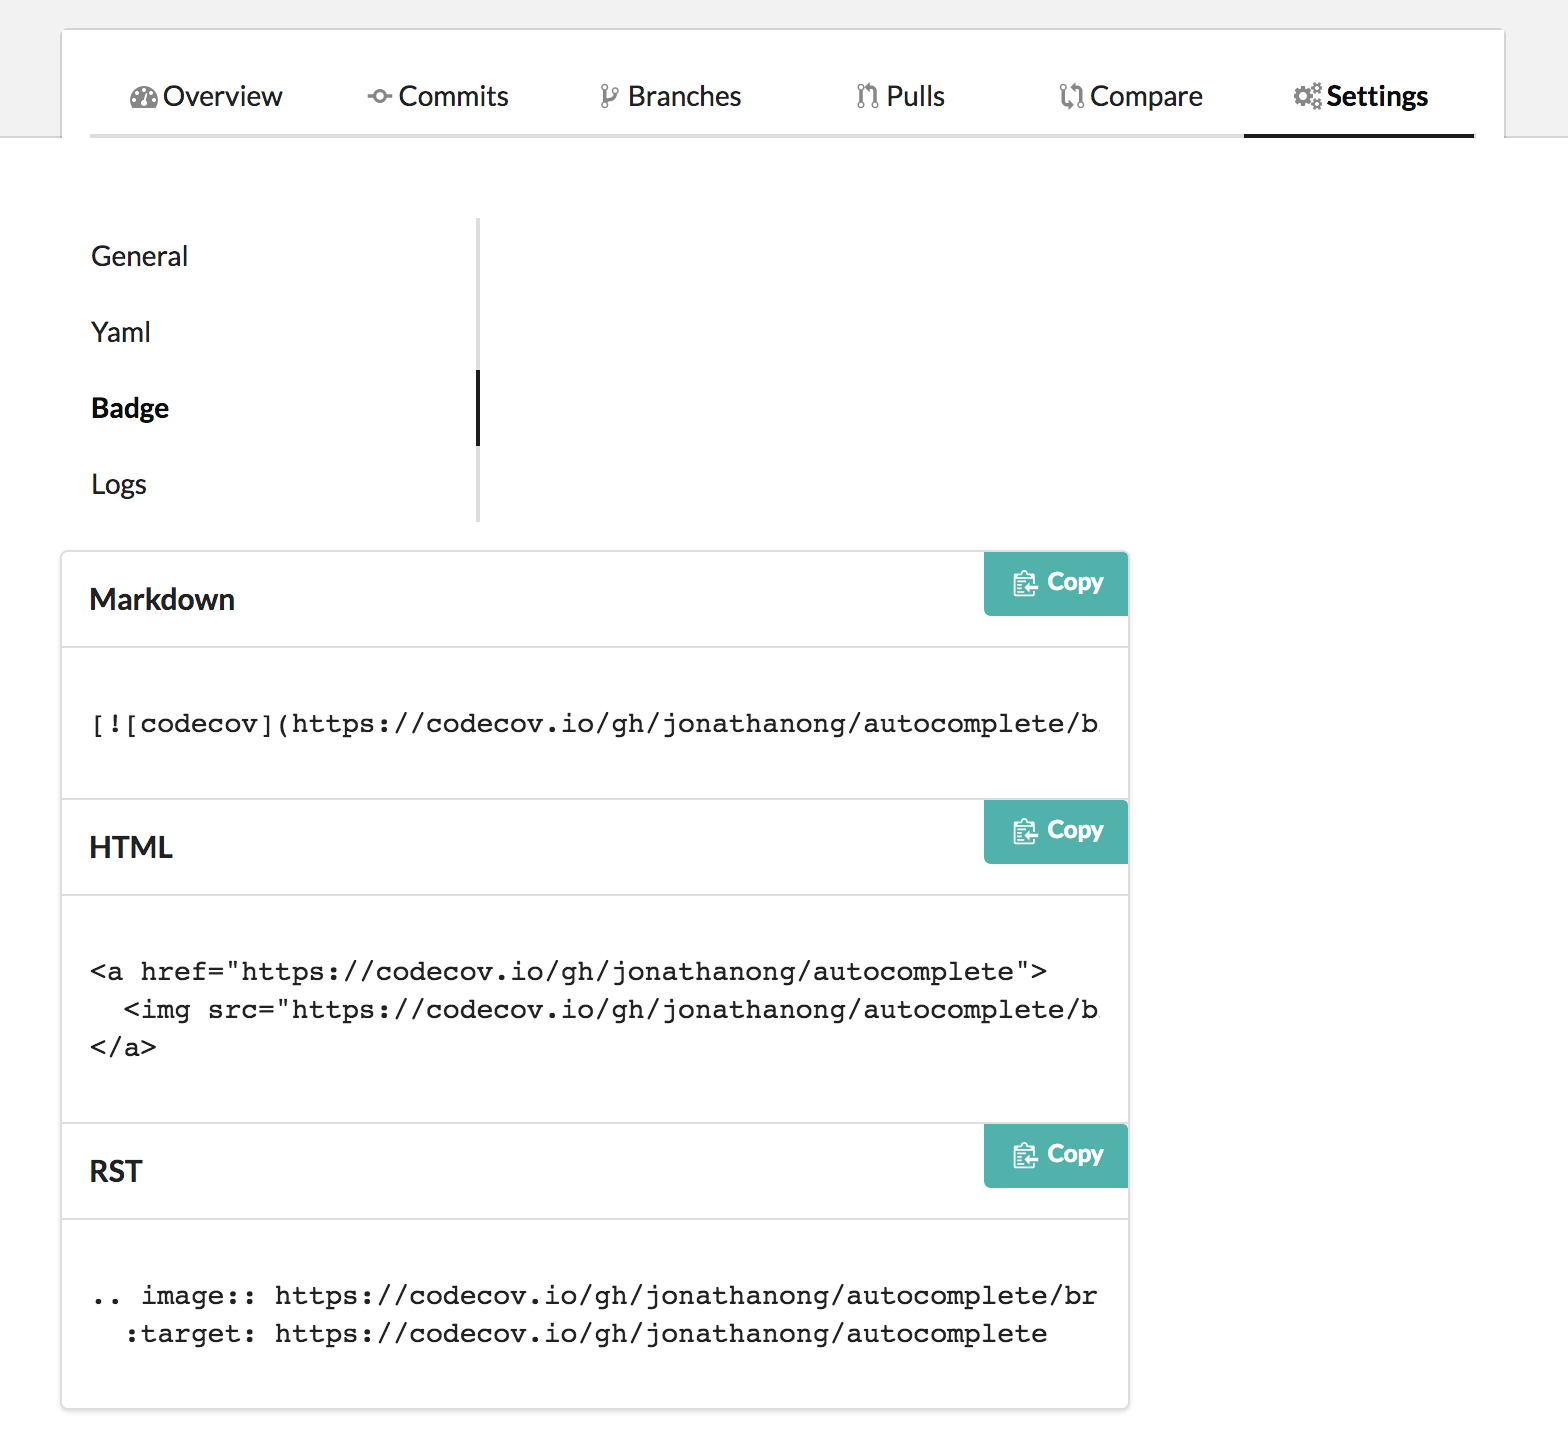 Overview Commits Branches Pulls Compare Settings
General
Yaml
Badge
Logs
Markdown Copy
[![codecov](https://codecov.io/gh/jonathanong/autocomplete/b
HTML Copy
<a href="https://codecov.io/gh/jonathanong/autocomplete">
<img src="https://codecov.io/gh/jonathanong/autocomplete/b
</a>
RST Copy
.. image:: https://codecov.io/gh/jonathanong/autocomplete/br
:target: https://codecov.io/gh/jonathanong/autocomplete